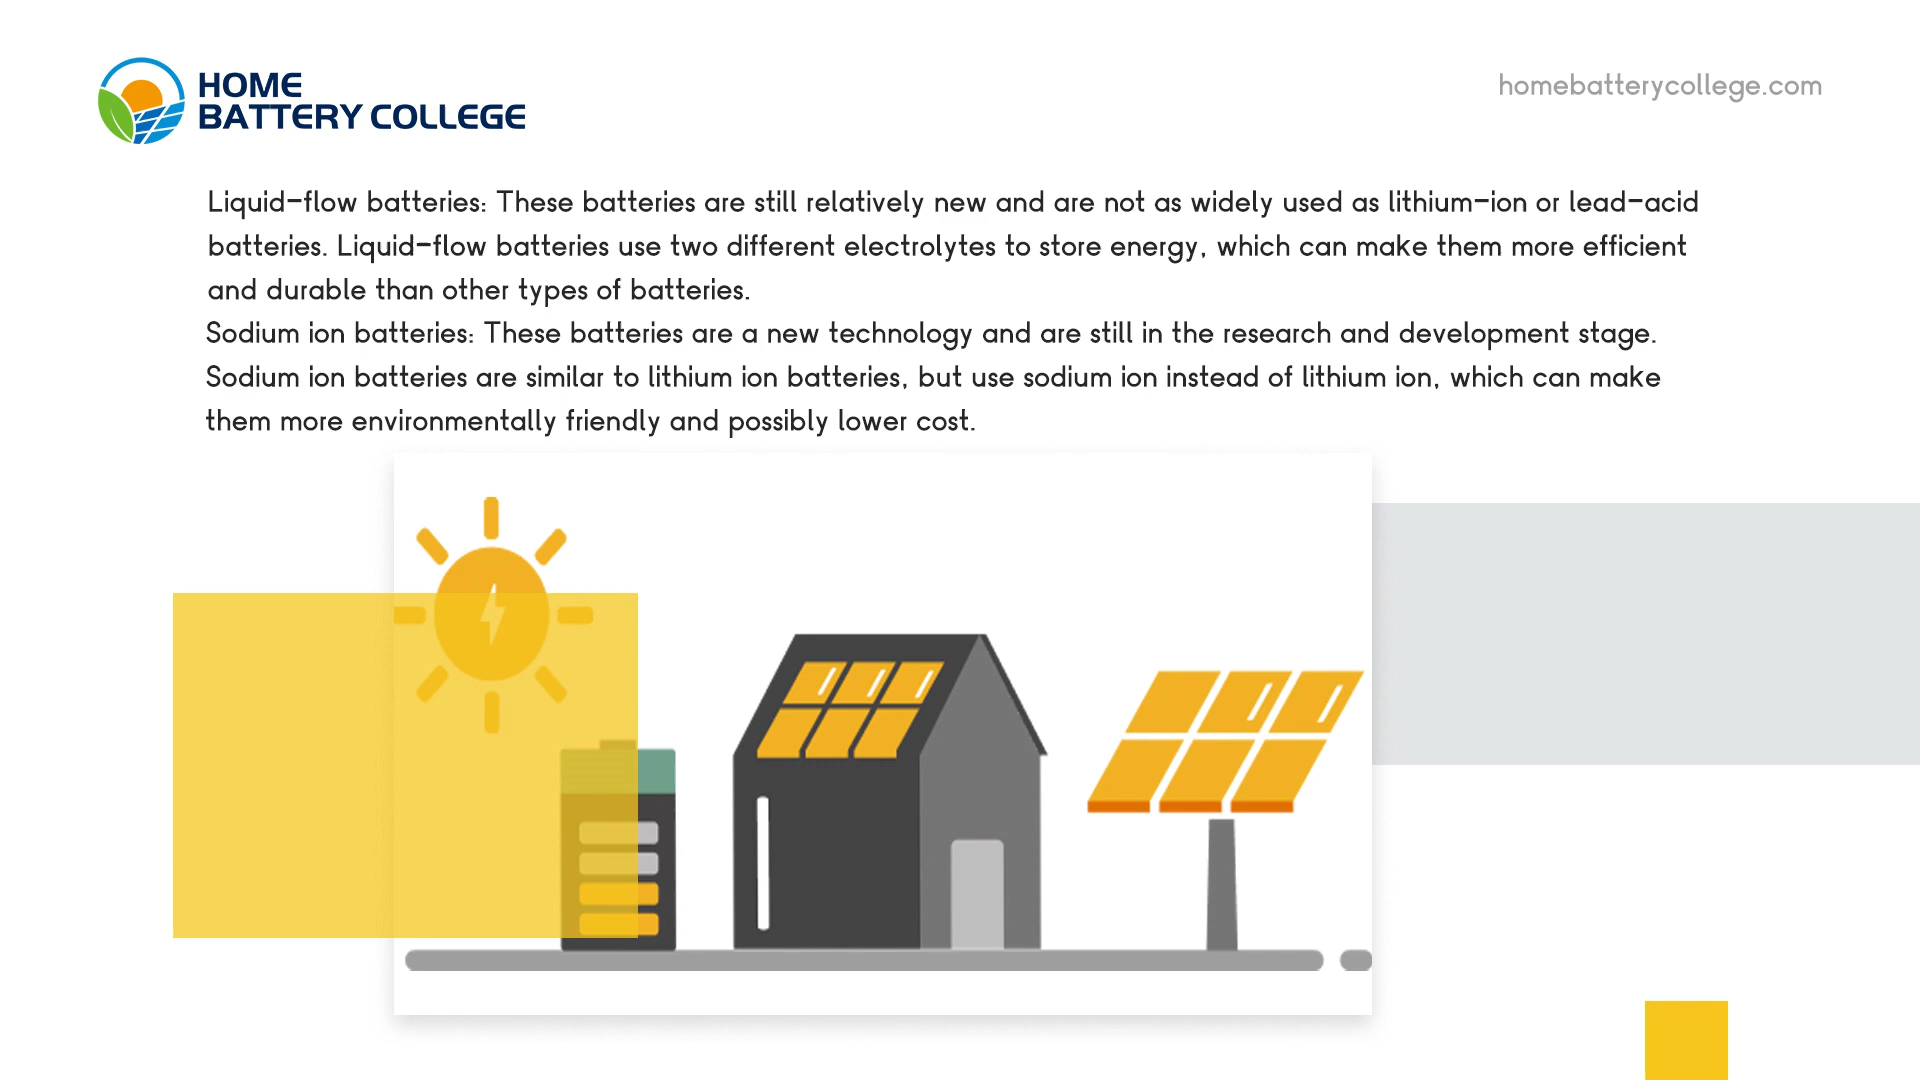 HOME
BATTERY COLLEGE
homebatterycollege.com
Liquid-flow batteries: These batteries are still relatively new and are not as widely used as lithium-ion or lead-acid
batteries. Liquid-flow batteries use two different electrolytes to store energy, which can make them more efficient
and durable than other types of batteries.
Sodium ion batteries: These batteries are a new technology and are still in the research and development stage.
Sodium ion batteries are similar to lithium ion batteries, but use sodium ion instead of lithium ion, which can make
them more environmentally friendly and possibly lower cost.